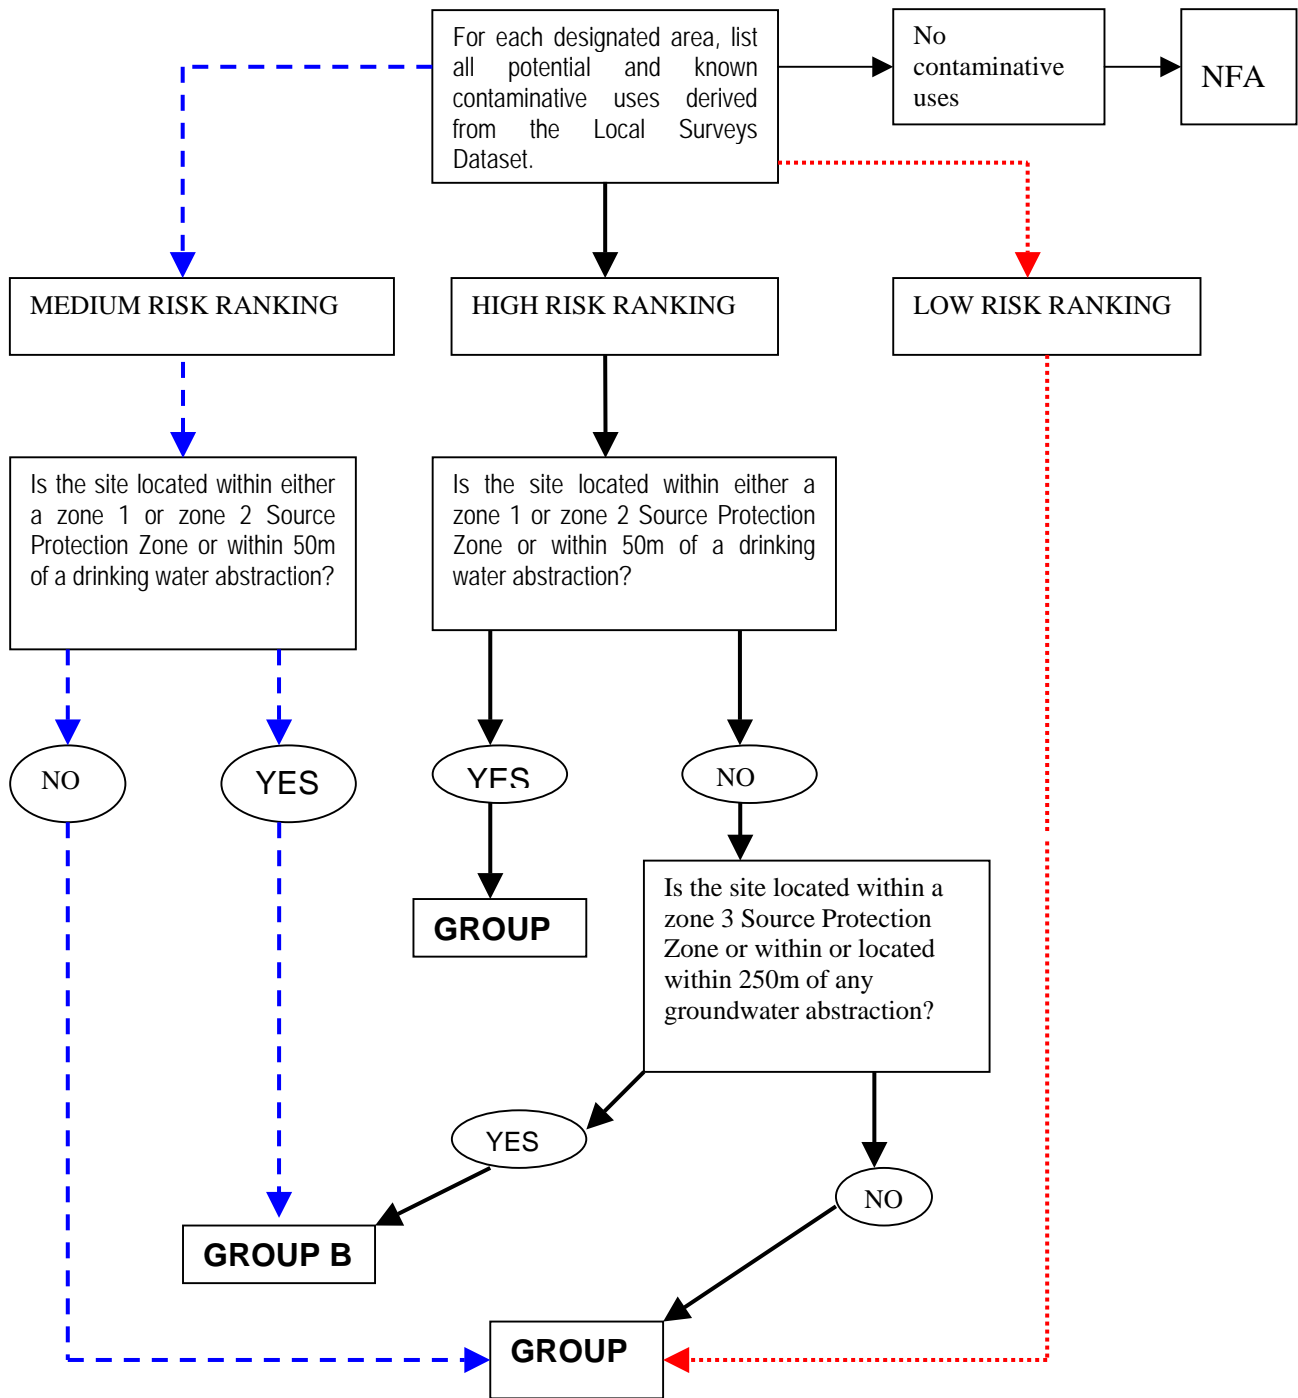 For each designated area, list
all potential and known
contaminative uses derived
from the Local Surveys
Dataset.
No
contaminative
uses
NFA
MEDIUM RISK RANKING
HIGH RISK RANKING
LOW RISK RANKING
Is the site located within either
a zone 1 or zone 2 Source
Protection Zone or within 50m
of a drinking water abstraction?
Is the site located within either a
zone 1 or zone 2 Source Protection
Zone or within 50m of a drinking
water abstraction?
NO
YES
YES
NO
Is the site located within a
zone 3 Source Protection
Zone or within or located
within 250m of any
groundwater abstraction?
GROUP
YES
NO
GROUP B
GROUP